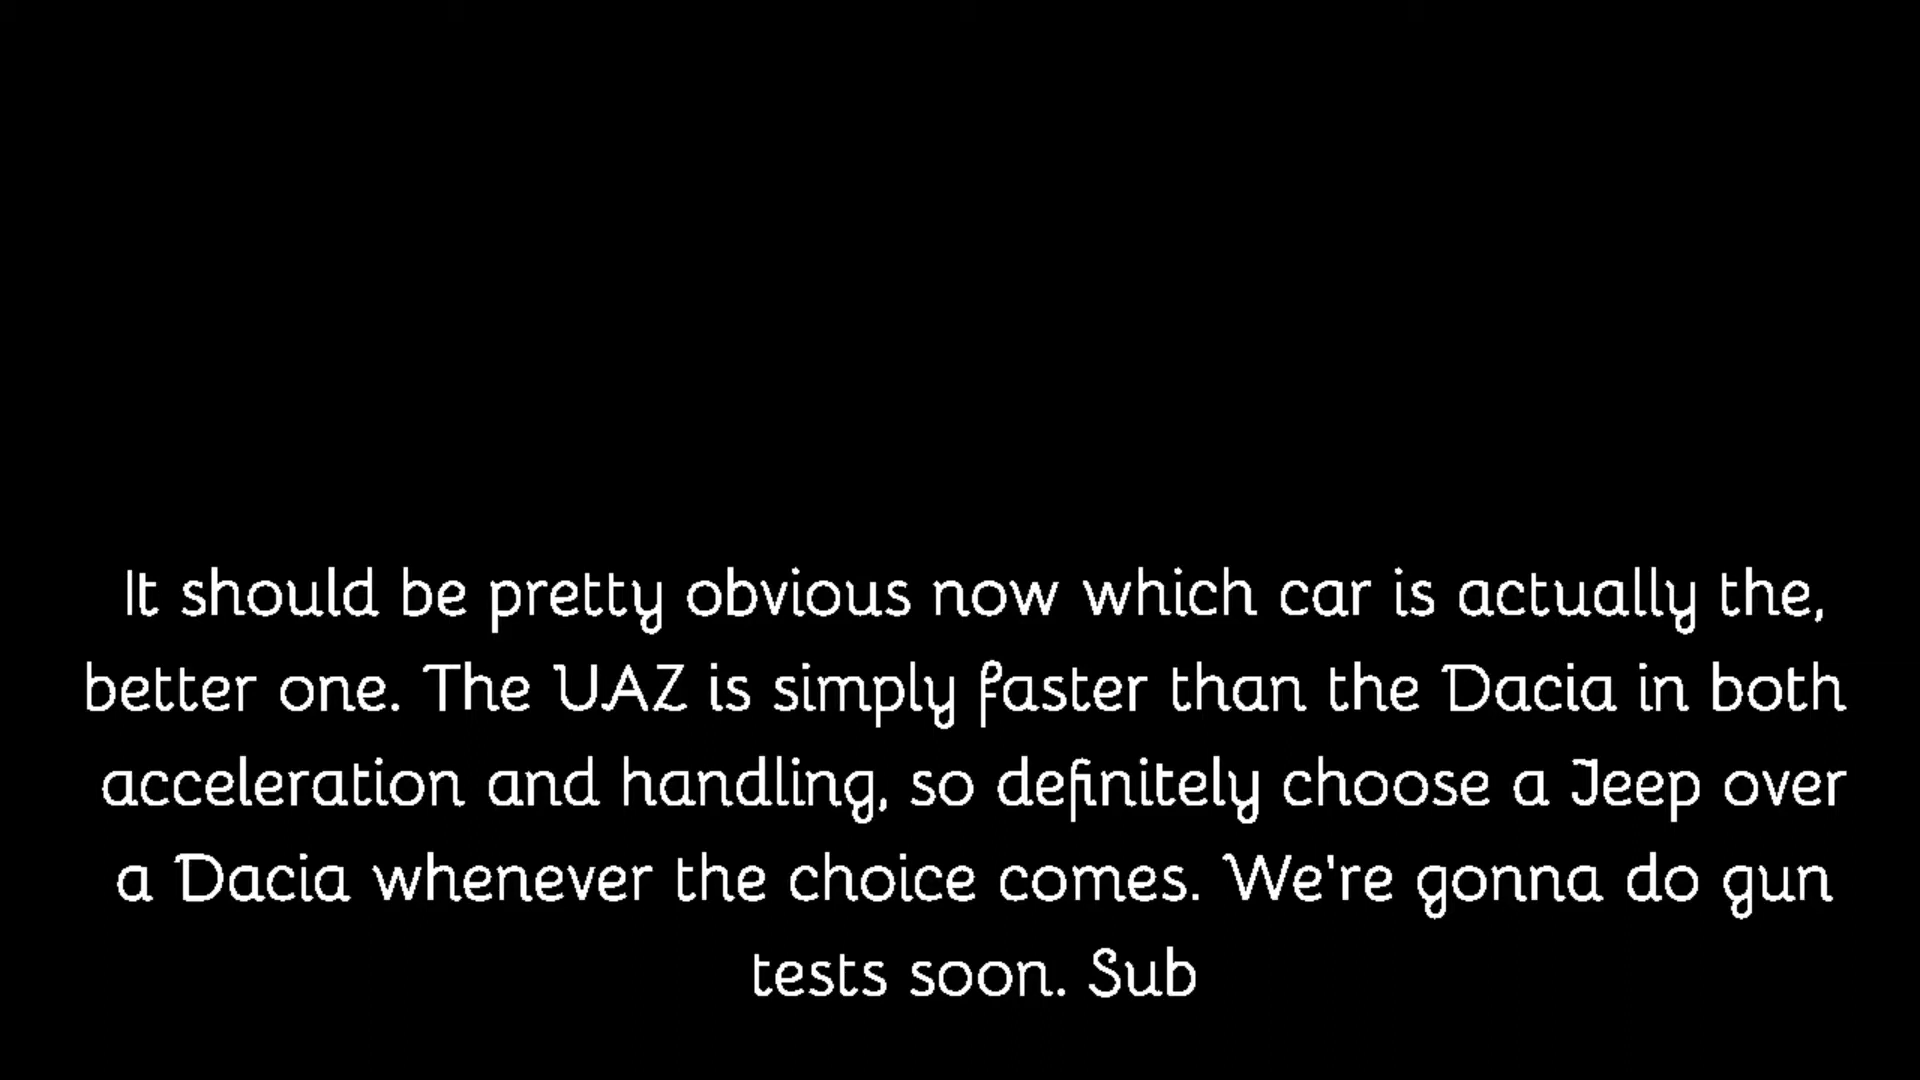 It should be pretty obvious now which car is actually the,
better one. The UAZ is simply faster than the Dacia in both
acceleration and handling, so definitely choose a Jeep over
a Dacia whenever the choice comes. We're gonna do gun
tests soon. Sub